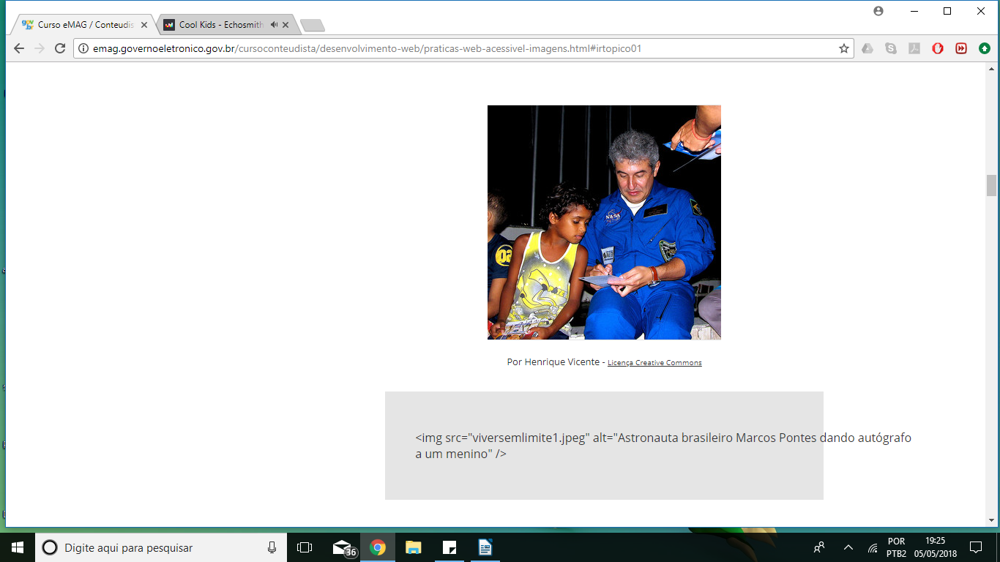 Curso eMAG / Conteudis
Cool Kids - Echosmith
emag.governoeletronico.gov.br/cursoconteudista/desenvolvimento-web/praticas-web-acessivel-imagens.html#irtopico01
NASA
Por Henrique Vicente - Licença Creative Commons
<img src="viversemlimite1.jpeg" alt="Astronauta brasileiro Marcos Pontes dando autógrafo
a um menino" />
Digite aqui para pesquisar
36
POR
PTB2
19:25
05/05/2018